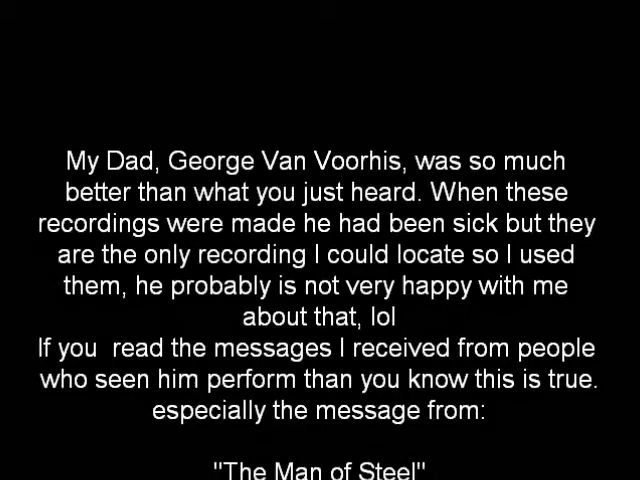 My Dad, George Van Voorhis, was so much
better than what you just heard. When these
recordings were made he had been sick but they
are the only recording I could locate so I used
them, he probably is not very happy with me
about that, lol
If you  read the messages I received from people
who seen him perform than you know this is true.
especially the message from:
"The Man of Steel"